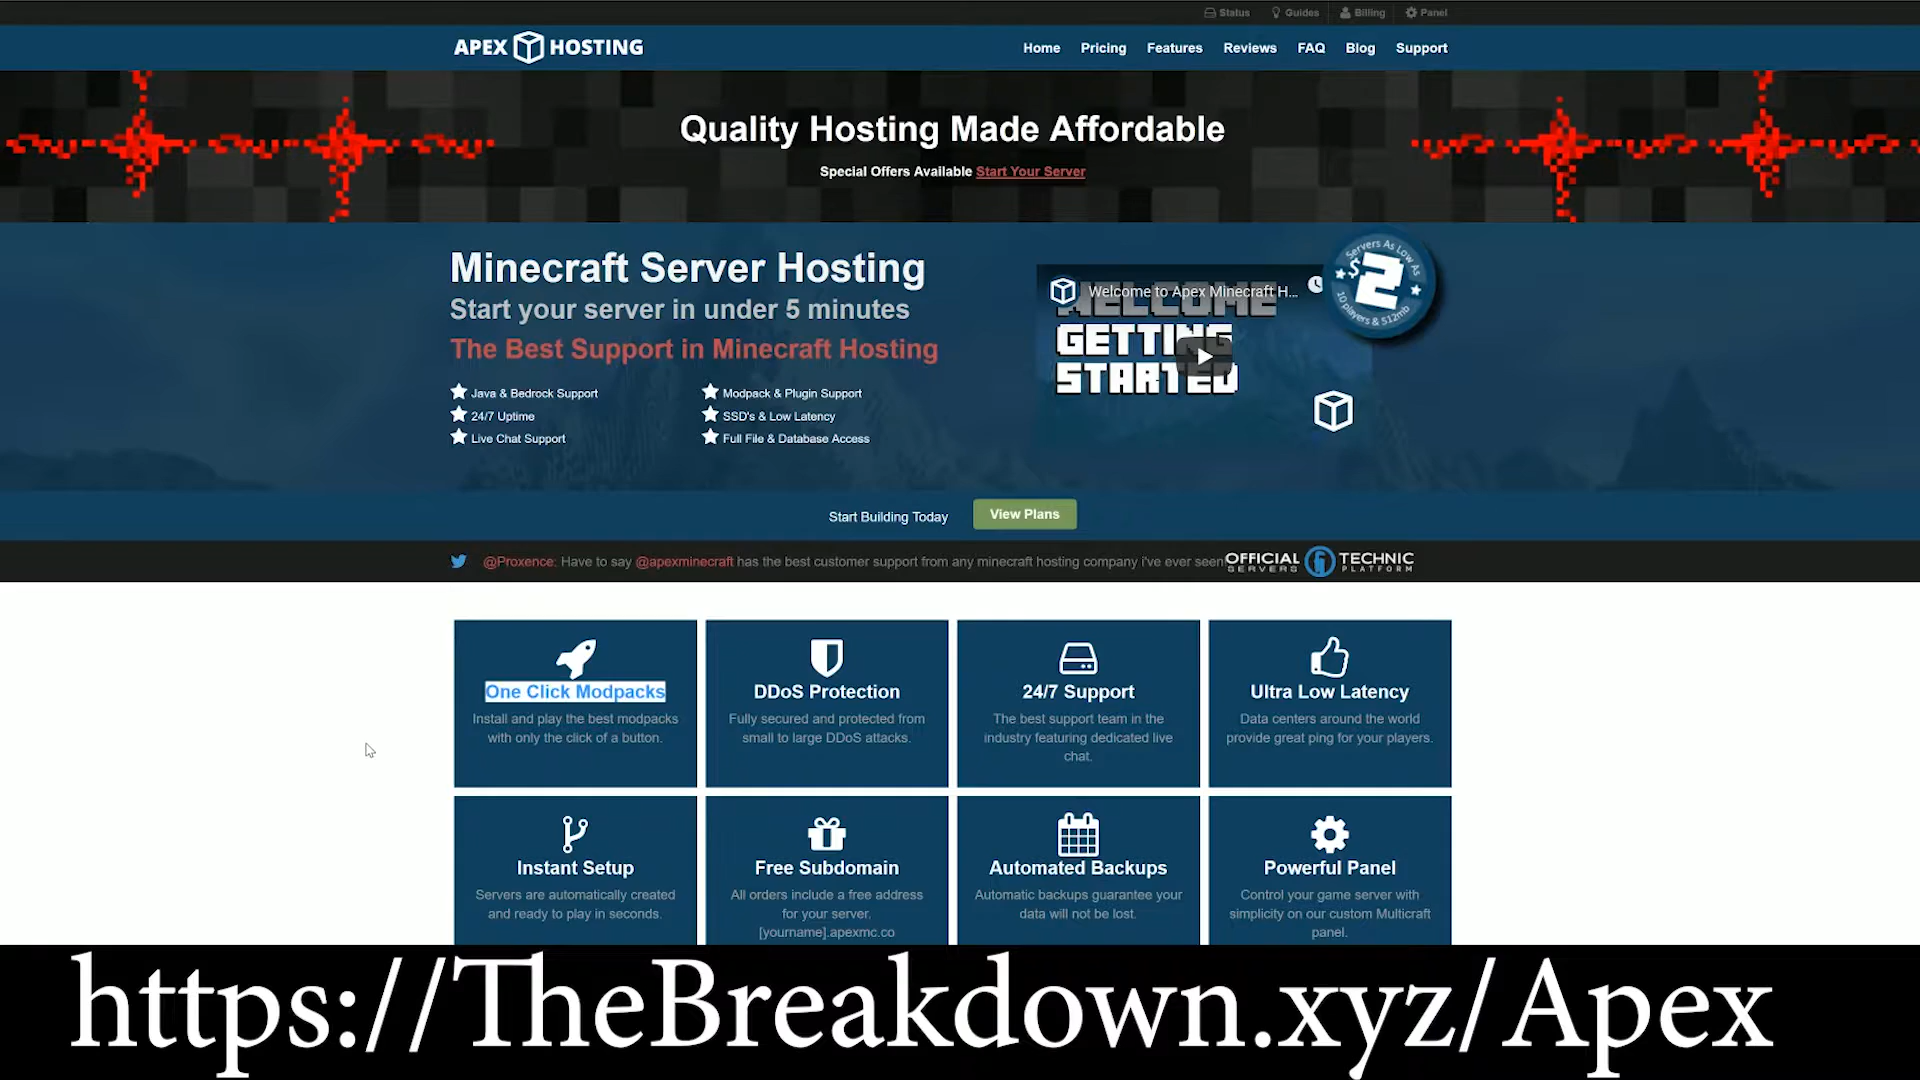 Status Guides Billing Panel
APEX HOSTING
Home Pricing Features Reviews FAQ Blog Support
Quality Hosting Made Affordable
Special Offers Available Start Your Server
Minecraft Server Hosting
Start your server in under 5 minutes
The Best Support in Minecraft Hosting
Java & Bedrock Support
Modpack & Plugin Support
24/7 Uptime
SSD's & Low Latency
Live Chat Support
Full File & Database Access
Welcome to Apex Minecraft H...
WELCOME
GETTING
STARTED
Servers As Low As
$2
10 players & 512mb
Start Building Today
View Plans
@Proxence: Have to say @apexminecraft has the best customer support from any minecraft hosting company i've ever seen
OFFICIAL TECHNIC
SERVERS PLATFORM
One Click Modpacks
Install and play the best modpacks
with only the click of a button.
DDoS Protection
Fully secured and protected from
small to large DDoS attacks.
24/7 Support
The best support team in the
industry featuring dedicated live
chat.
Ultra Low Latency
Data centers around the world
provide great ping for your players.
Instant Setup
Servers are automatically created
and ready to play in seconds.
Free Subdomain
All orders include a free address
for your server.
[yourname].apexmc.co
Automated Backups
Automatic backups guarantee your
data will not be lost.
Powerful Panel
Control your game server with
simplicity on our custom Multicraft
panel.
https://TheBreakdown.xyz/Apex